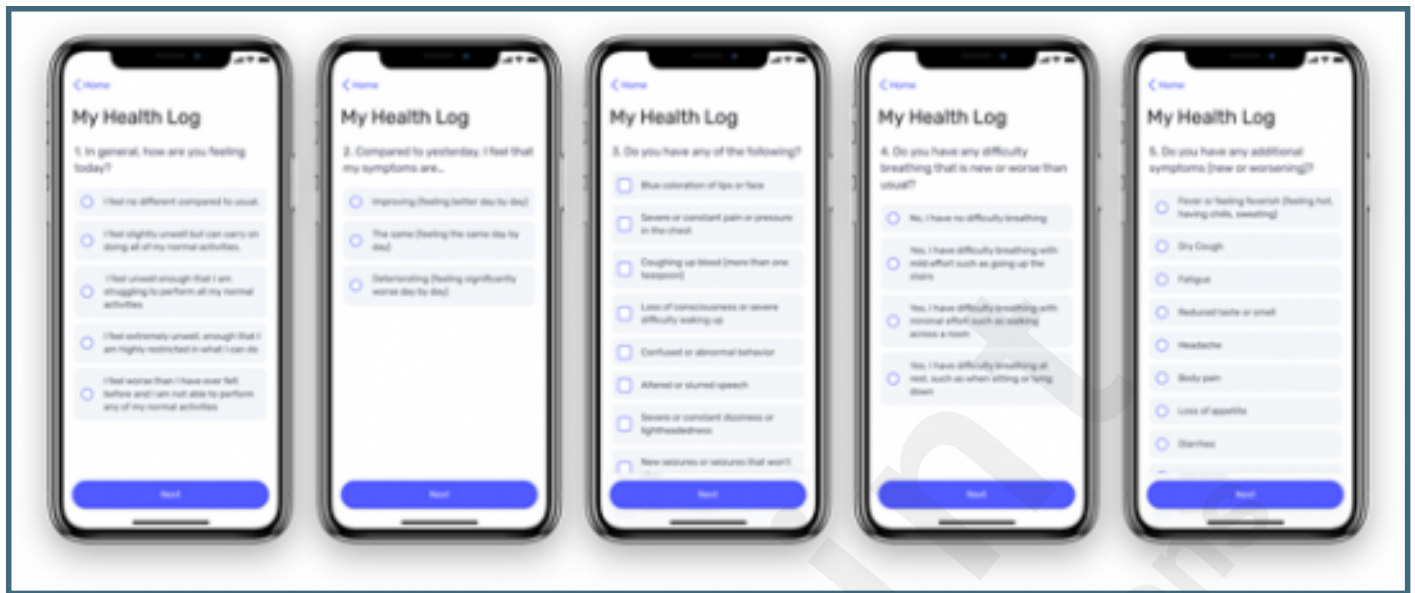 Home
My Health Log
1. In general, how are you feeling
today?
I feel no different compared to usual.
I feel slightly unwell but can carry on
doing all of my normal activities.
I feel unwell enough that I am
struggling to perform all my normal
activities
I feel extremely unwell, enough that I
am highly restricted in what I can do
I feel worse than I have ever felt
before and I am not able to perform
any of my normal activities
Next
Home
My Health Log
2. Compared to yesterday, I feel that
my symptoms are...
Improving (feeling better day by day)
The same (feeling the same day by
day)
Deteriorating (feeling significantly
worse day by day)
Next
Home
My Health Log
3. Do you have any of the following?
Blue coloration of lips or face
Severe or constant pain or pressure
in the chest
Coughing up blood (more than one
teaspoon)
Loss of consciousness or severe
difficulty waking up
Confused or abnormal behavior
Altered or slurred speech
Severe or constant dizziness or
lightheadedness
New seizures or seizures that won't
Next
Home
My Health Log
4. Do you have any difficulty
breathing that is new or worse than
usual?
No, I have no difficulty breathing
Yes, I have difficulty breathing with
mild effort such as going up the
stairs
Yes, I have difficulty breathing with
minimal effort such as walking
across a room
Yes, I have difficulty breathing at
rest, such as when sitting or lying
down
Next
Home
My Health Log
5. Do you have any additional
symptoms (new or worsening)?
Fever or feeling feverish (feeling hot,
having chills, sweating)
Dry Cough
Fatigue
Reduced taste or smell
Headache
Body pain
Loss of appetite
Diarrhea
Next